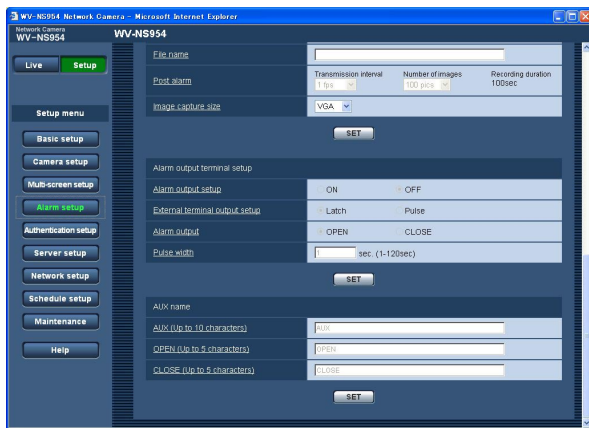 WV-NS954 Network Camera - Microsoft Internet Explorer
Network Camera
WV-NS954
WV-NS954
Live
Setup
Setup menu
Basic setup
Camera setup
Multi-screen setup
Alarm setup
Authentication setup
Server setup
Network setup
Schedule setup
Maintenance
Help
File name
Post alarm
Transmission interval
Number of images
Recording duration
1 fps
100 pics
100sec
Image capture size
VGA
SET
Alarm output terminal setup
Alarm output setup
ON
OFF
External terminal output setup
Latch
Pulse
Alarm output
OPEN
CLOSE
Pulse width
1
sec. (1-120sec)
SET
AUX name
AUX (Up to 10 characters)
AUX
OPEN (Up to 5 characters)
OPEN
CLOSE (Up to 5 characters)
CLOSE
SET